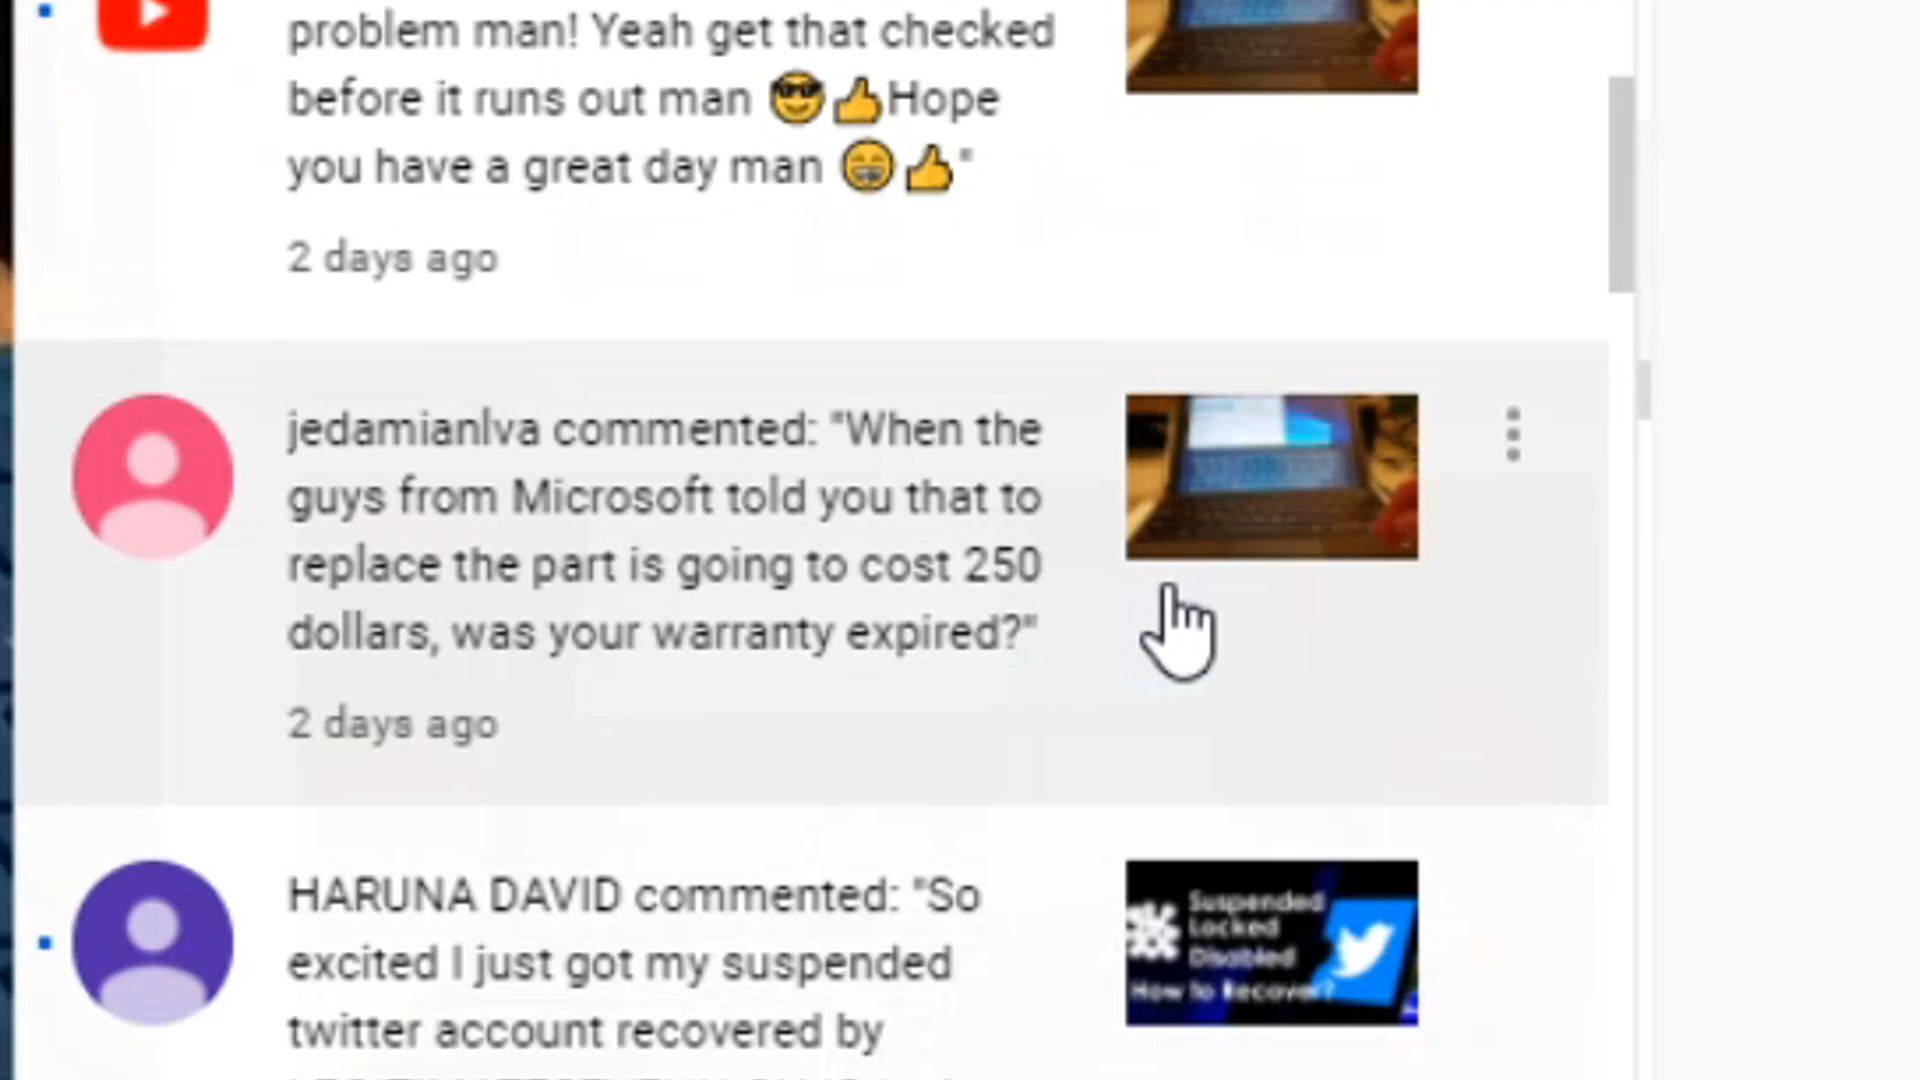 problem man! Yeah get that checked
before it runs out man 😎👍Hope
you have a great day man 😁👍"
2 days ago
jedamianlva commented: "When the
guys from Microsoft told you that to
replace the part is going to cost 250
dollars, was your warranty expired?"
2 days ago
HARUNA DAVID commented: "So
excited I just got my suspended
twitter account recovered by
Suspended
Locked
Disabled
How to Recover?